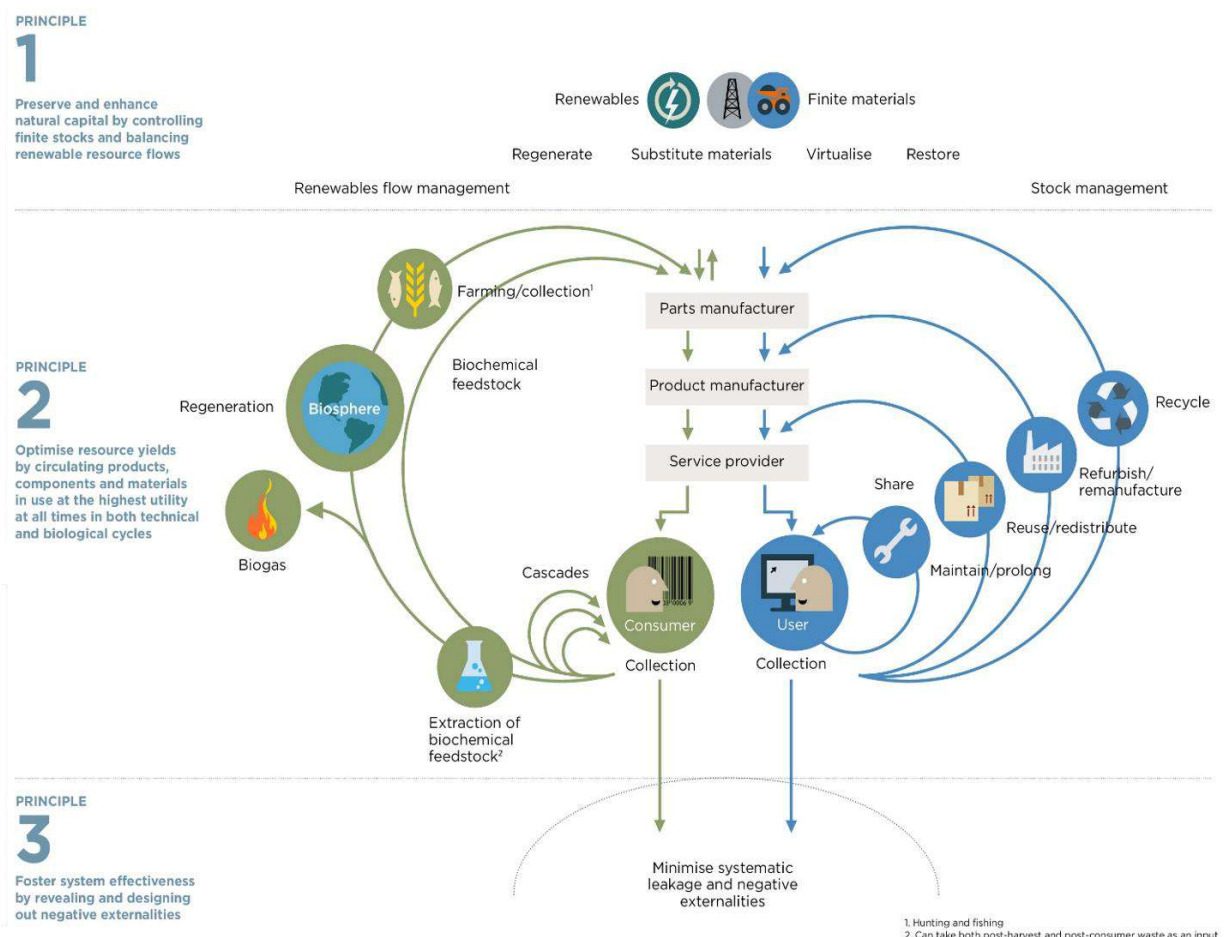 PRINCIPLE
1
Preserve and enhance
natural capital by controlling
finite stocks and balancing
renewable resource flows
Renewables
Finite materials
Regenerate
Substitute materials
Virtualise
Restore
Renewables flow management
Stock management
PRINCIPLE
2
Optimise resource yields
by circulating products,
components and materials
in use at the highest utility
at all times in both technical
and biological cycles
Farming/collection¹
Biochemical
feedstock
Regeneration
Biosphere
Biogas
Cascades
Extraction of
biochemical
feedstock²
Parts manufacturer
Product manufacturer
Service provider
Consumer
Collection
User
Collection
Share
Maintain/prolong
Reuse/redistribute
Refurbish/
remanufacture
Recycle
PRINCIPLE
3
Foster system effectiveness
by revealing and designing
out negative externalities
Minimise systematic
leakage and negative
externalities
1. Hunting and fishing
2. Can take both post-harvest and post-consumer waste as an input